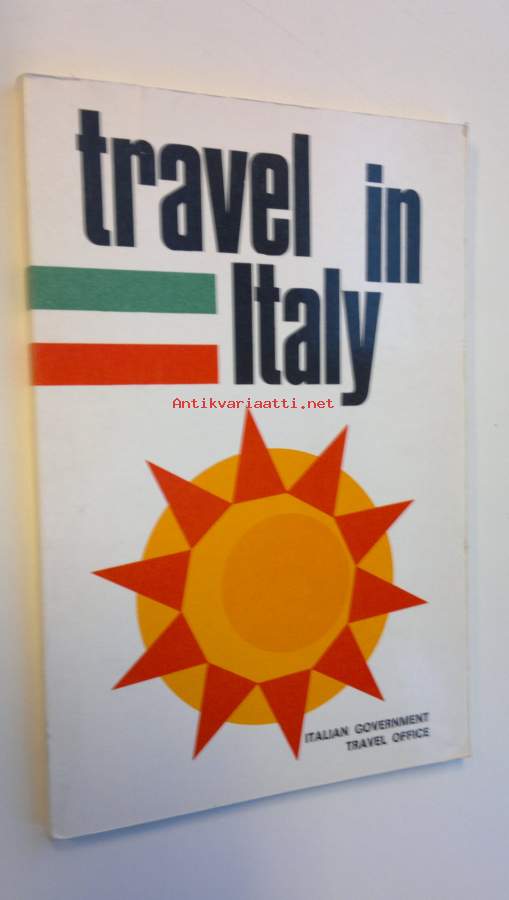 travel in
Italy
Antikvariaatti.net
ITALIAN GOVERNMENT
TRAVEL OFFICE